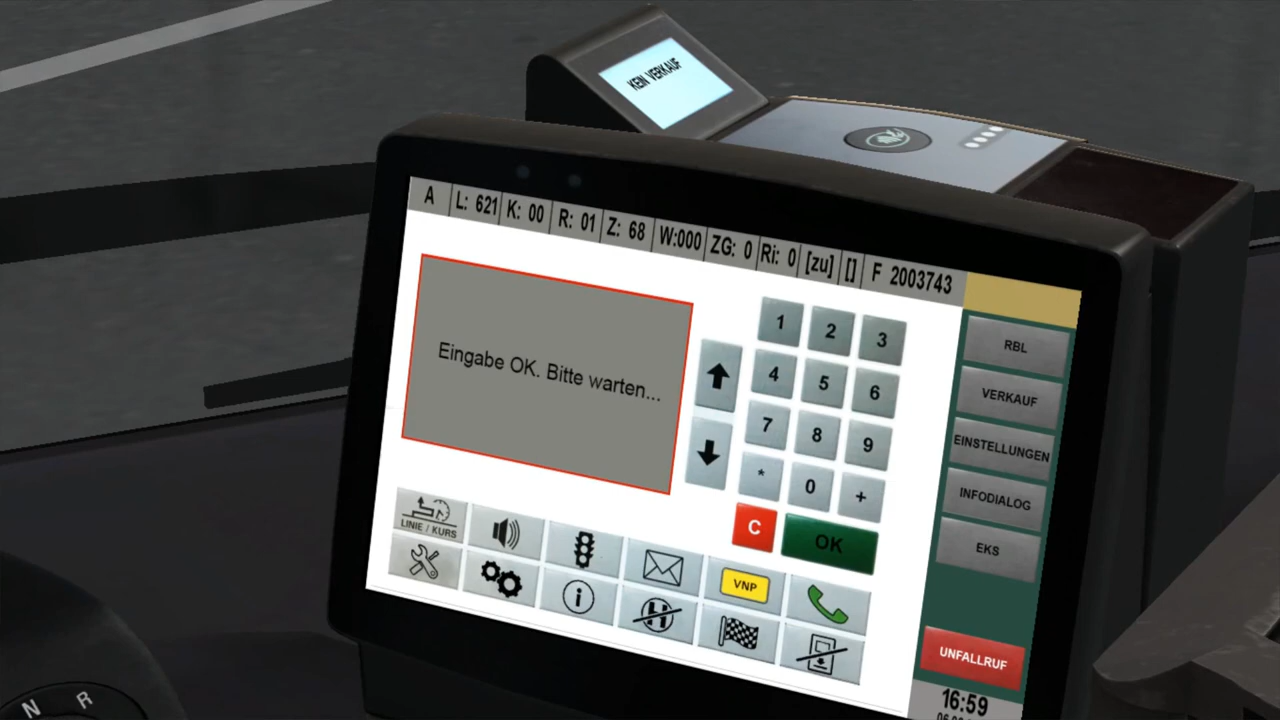 KEIN VERKAUF
A L: 621 K: 00 R: 01 Z: 68 W:000 ZG: 0 Ri: 0 [zu] [] F 2003743
Eingabe OK. Bitte warten...
1 2 3
4 5 6
7 8 9
* 0 +
C OK
RBL
VERKAUF
EINSTELLUNGEN
INFODIALOG
EKS
LINIE / KURS
VNP
H
UNFALLRUF
16:59
N R